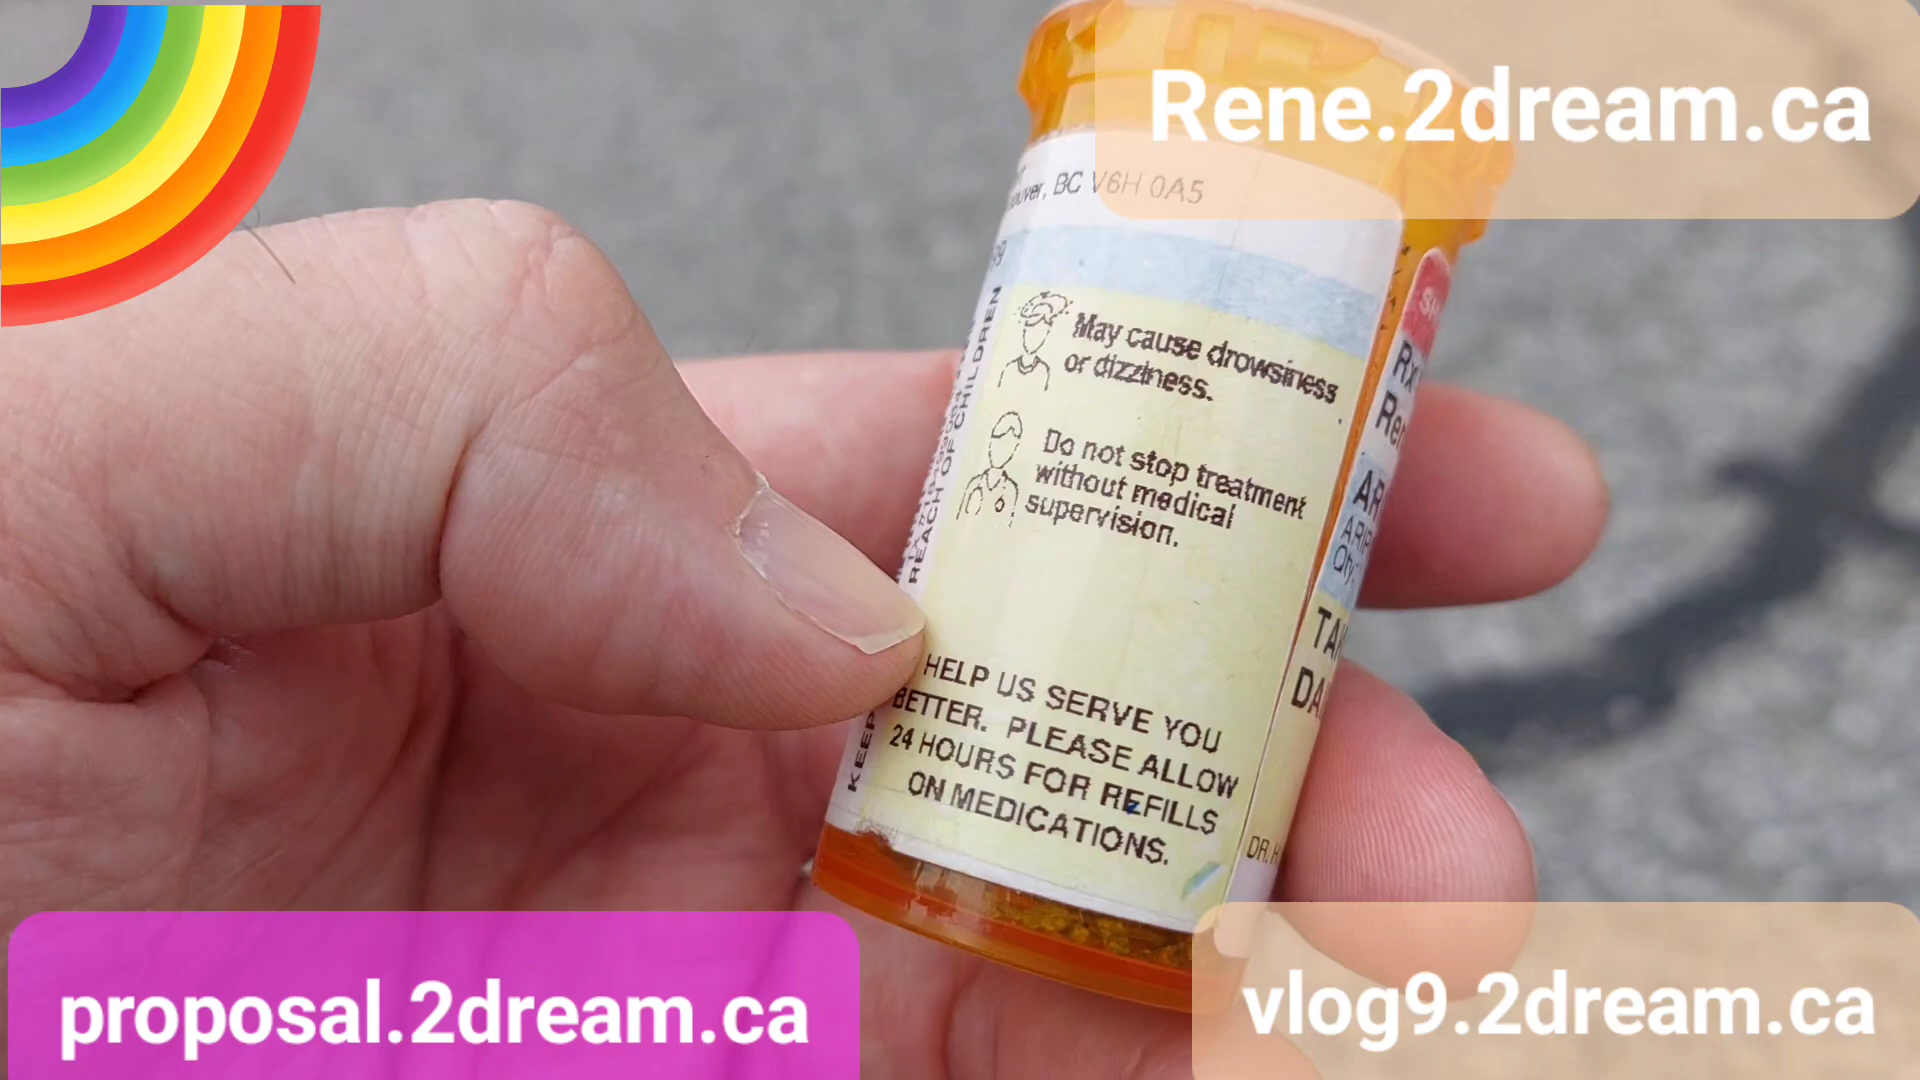 Rene.2dream.ca
BC V6H 0A5
May cause drowsiness
or dizziness.
Do not stop treatment
without medical
supervision.
HELP US SERVE YOU
BETTER. PLEASE ALLOW
24 HOURS FOR REFILLS
ON MEDICATIONS.
KEEP
REACH OF CHILDREN
Rx
DR.
proposal.2dream.ca
vlog9.2dream.ca